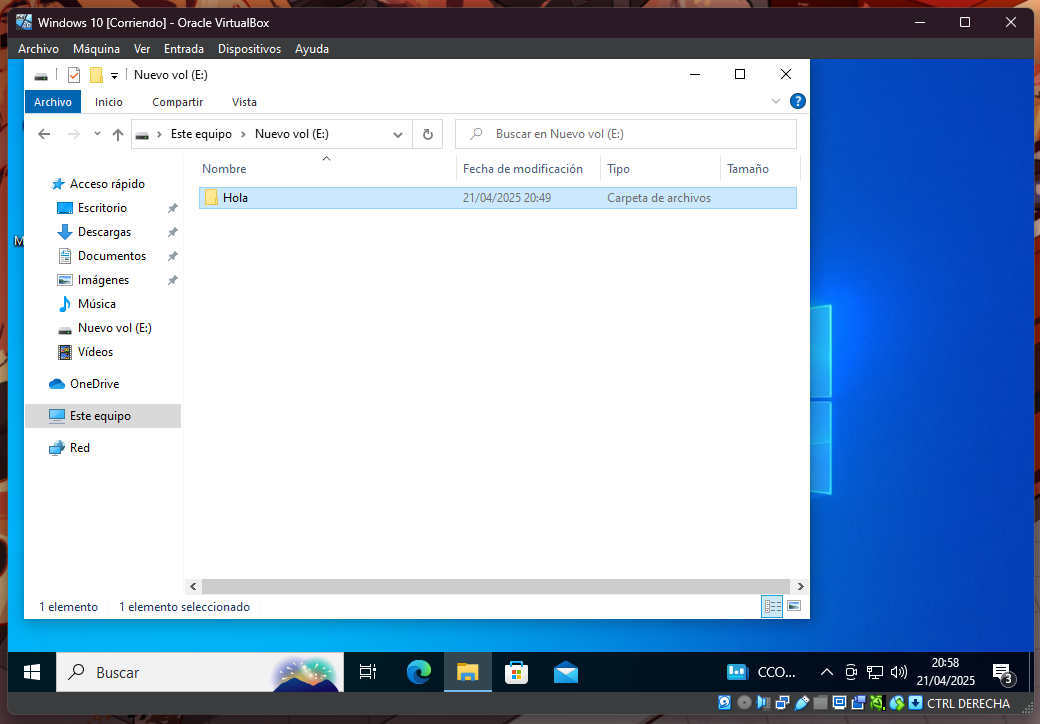 Windows 10 [Corriendo] - Oracle VirtualBox
Archivo Máquina Ver Entrada Dispositivos Ayuda
Nuevo vol (E:)
Archivo Inicio Compartir Vista
Este equipo Nuevo vol (E:) Buscar en Nuevo vol (E:)
Nombre Fecha de modificación Tipo Tamaño
Hola 21/04/2025 20:49 Carpeta de archivos
Acceso rápido
Escritorio
Descargas
Documentos
Imágenes
Música
Nuevo vol (E:)
Vídeos
OneDrive
Este equipo
Red
M
1 elemento 1 elemento seleccionado
Buscar CCO... 20:58
21/04/2025
3
CTRL DERECHA